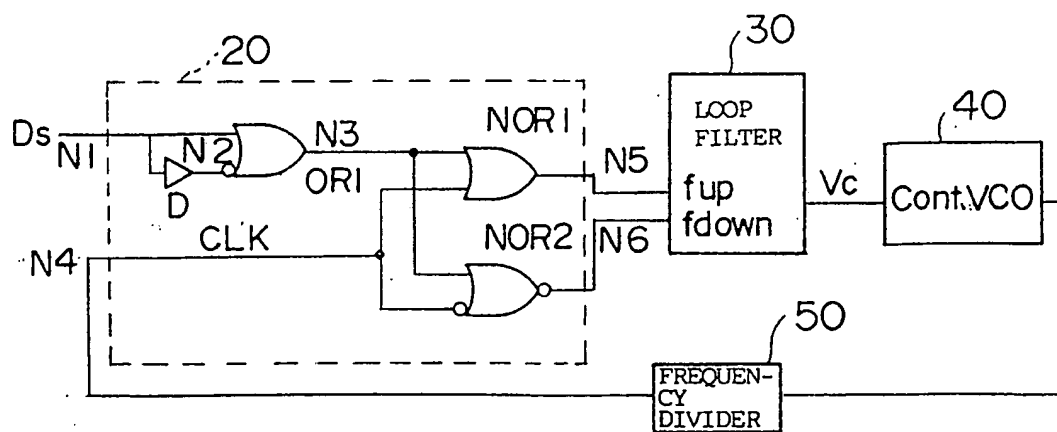 20
30
40
Ds
N1
N2
D
N3
OR1
NOR1
N5
LOOP
FILTER
fup
fdown
Vc
Cont.VCO
N4
CLK
NOR2
N6
50
FREQUEN-
CY
DIVIDER